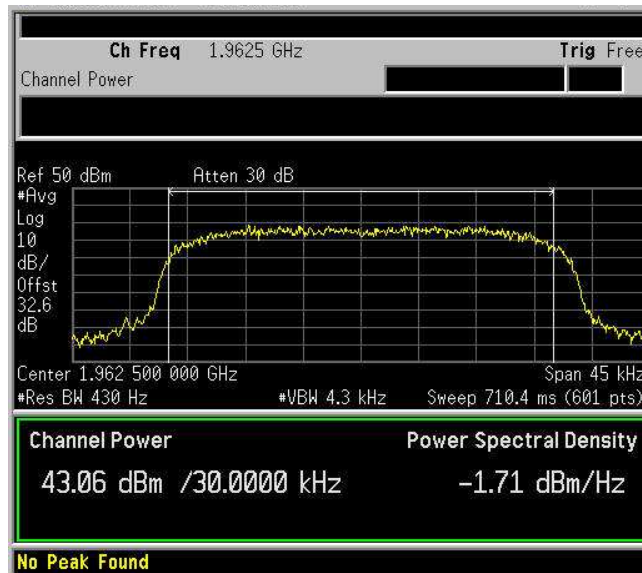 Ch Freq 1.9625 GHz Trig Free
Channel Power
Ref 50 dBm Atten 30 dB
#Avg
Log
10
dB/
Offst
32.6
dB
Center 1.962 500 000 GHz Span 45 kHz
#Res BW 430 Hz #VBW 4.3 kHz Sweep 710.4 ms (601 pts)
Channel Power Power Spectral Density
43.06 dBm /30.0000 kHz -1.71 dBm/Hz
No Peak Found